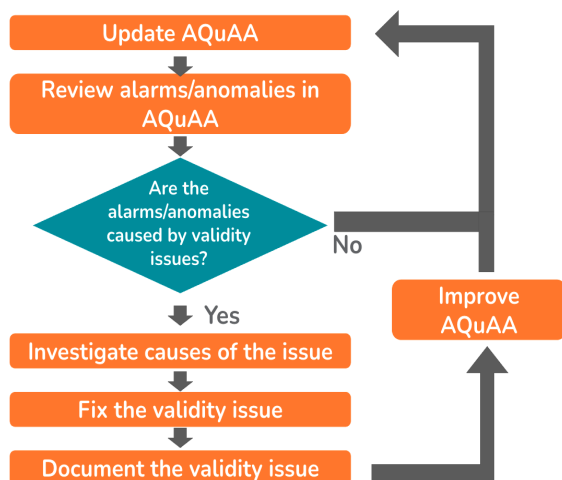 Update AQuAA
Review alarms/anomalies in
AQuAA
Are the
alarms/anomalies
caused by validity
issues?
No
Yes
Improve
AQuAA
Investigate causes of the issue
Fix the validity issue
Document the validity issue